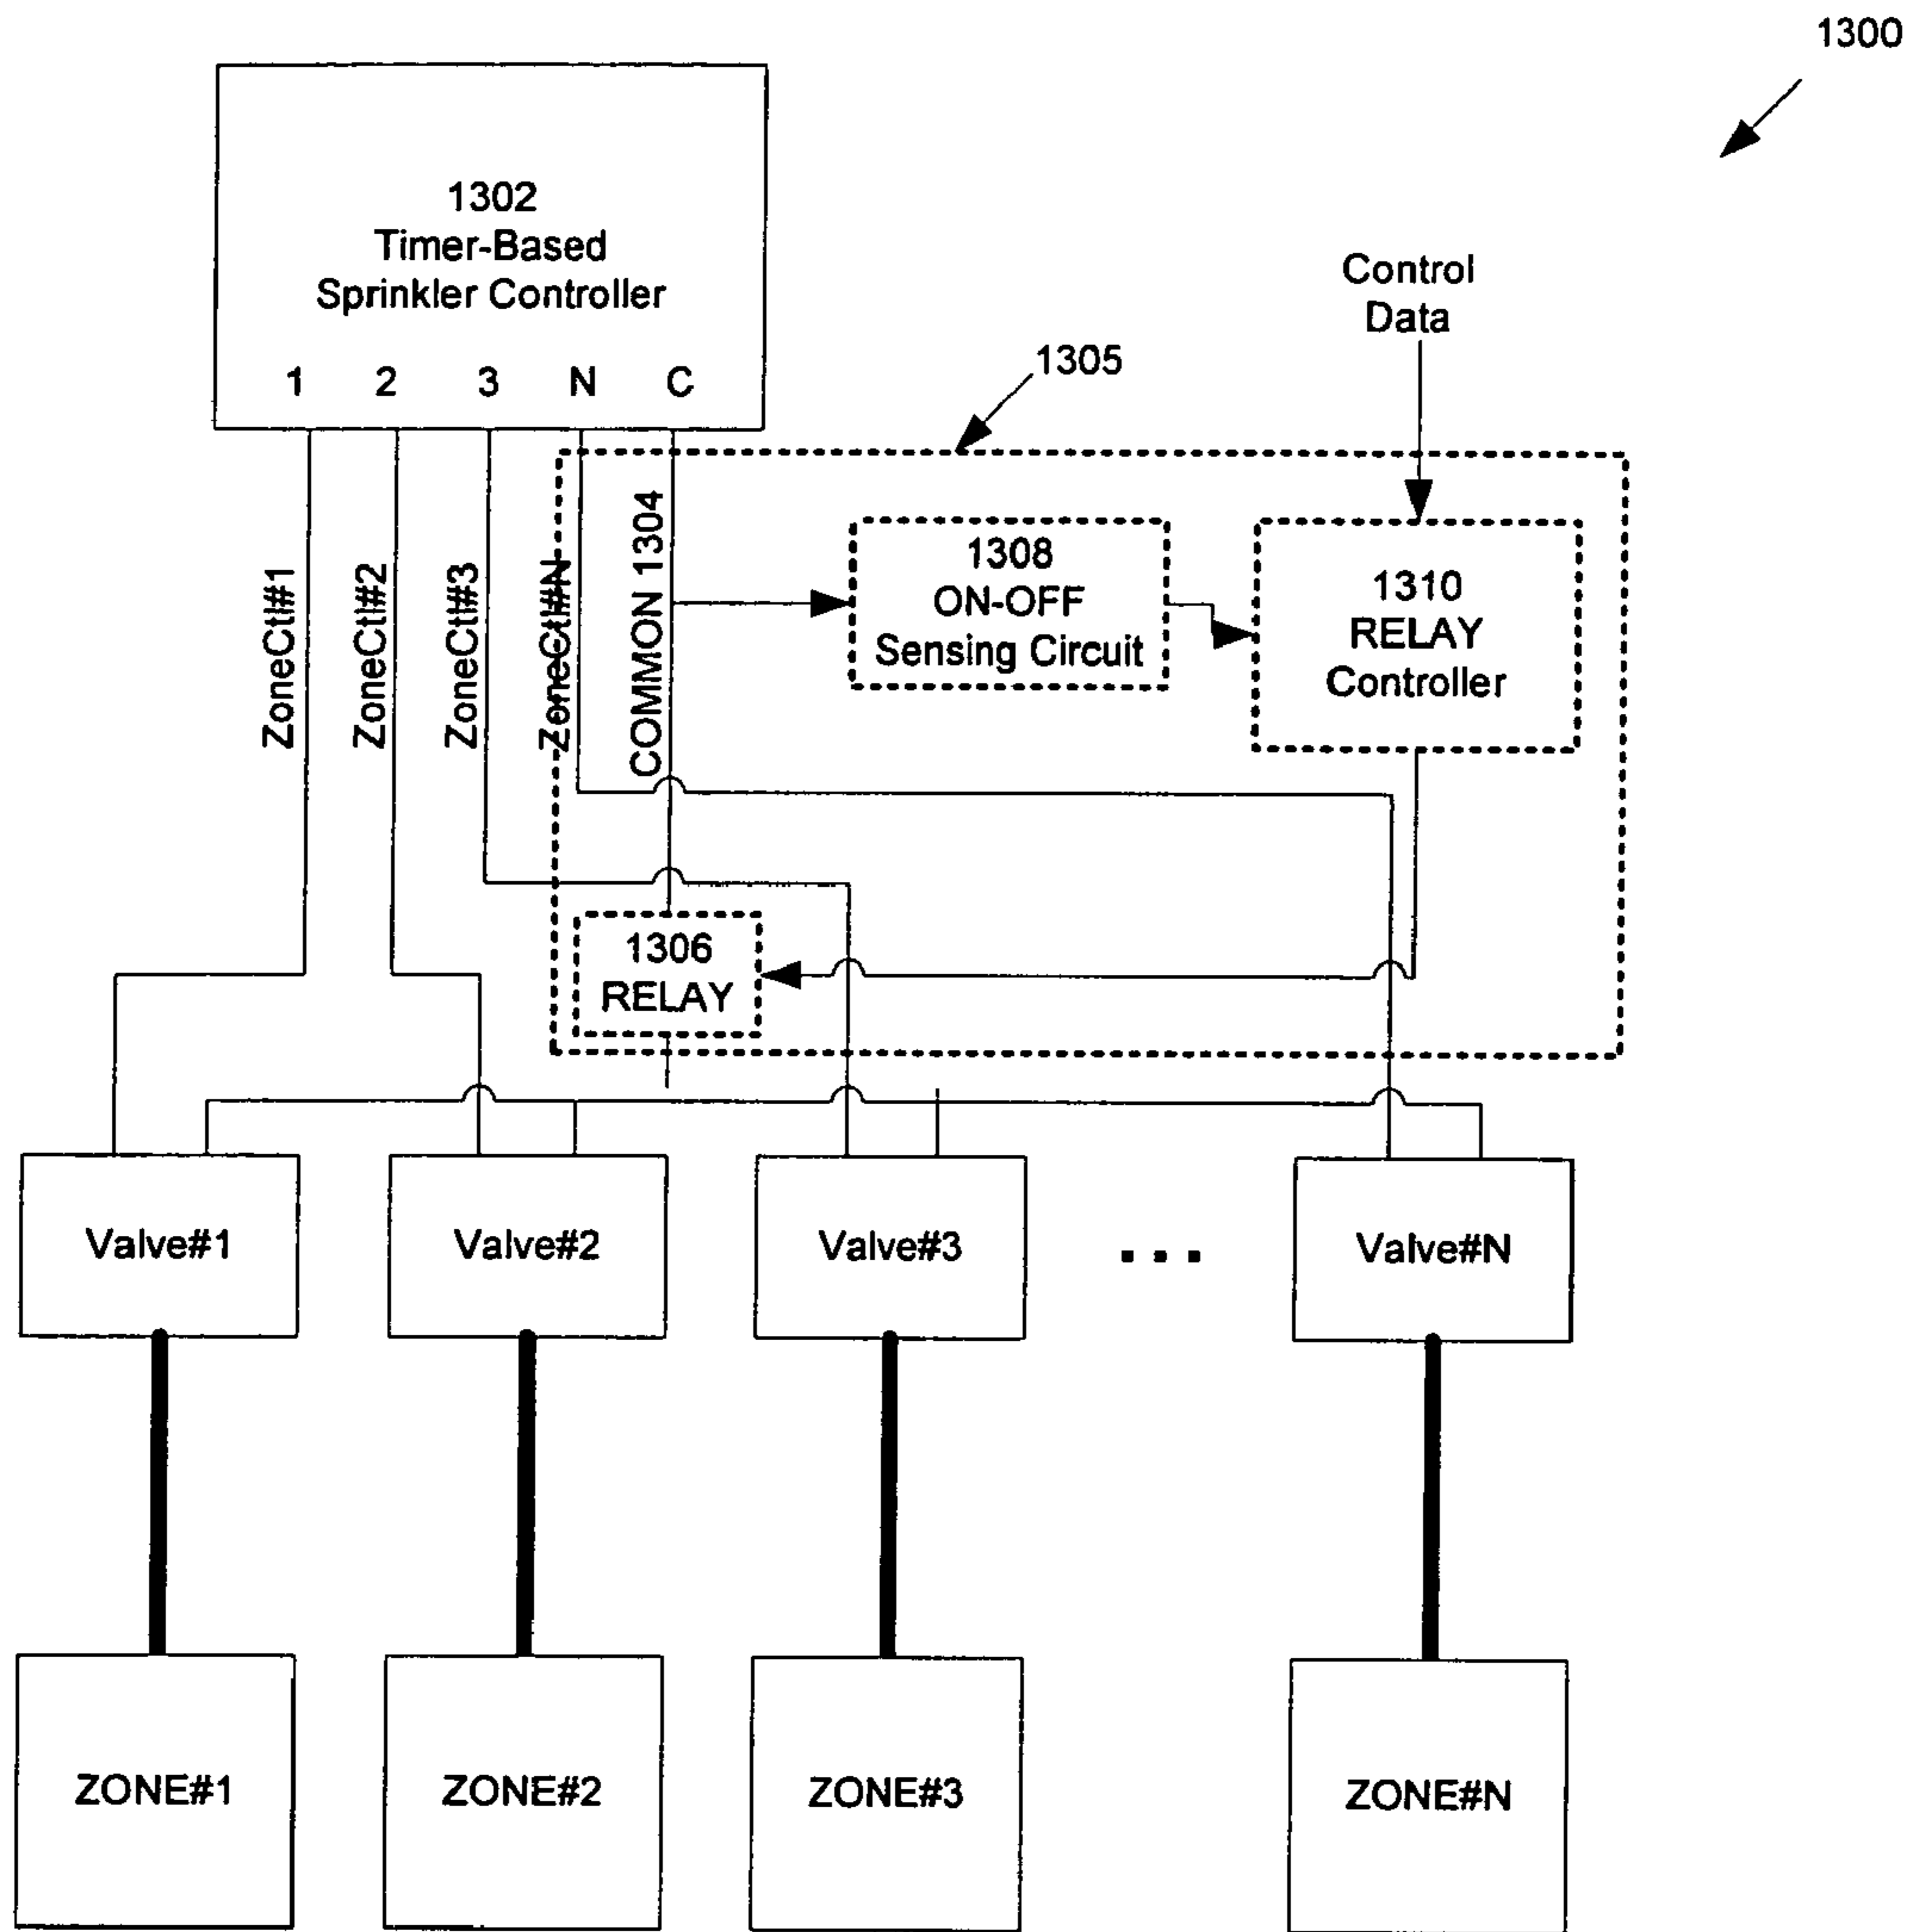 1300
1302
Timer-Based
Sprinkler Controller
1 2 3 N C
Control
Data
1305
ZoneCtl#1
ZoneCtl#2
ZoneCtl#3
ZoneCtl#N
COMMON 1304
1308
ON-OFF
Sensing Circuit
1310
RELAY
Controller
1306
RELAY
Valve#1
Valve#2
Valve#3
...
Valve#N
ZONE#1
ZONE#2
ZONE#3
ZONE#N